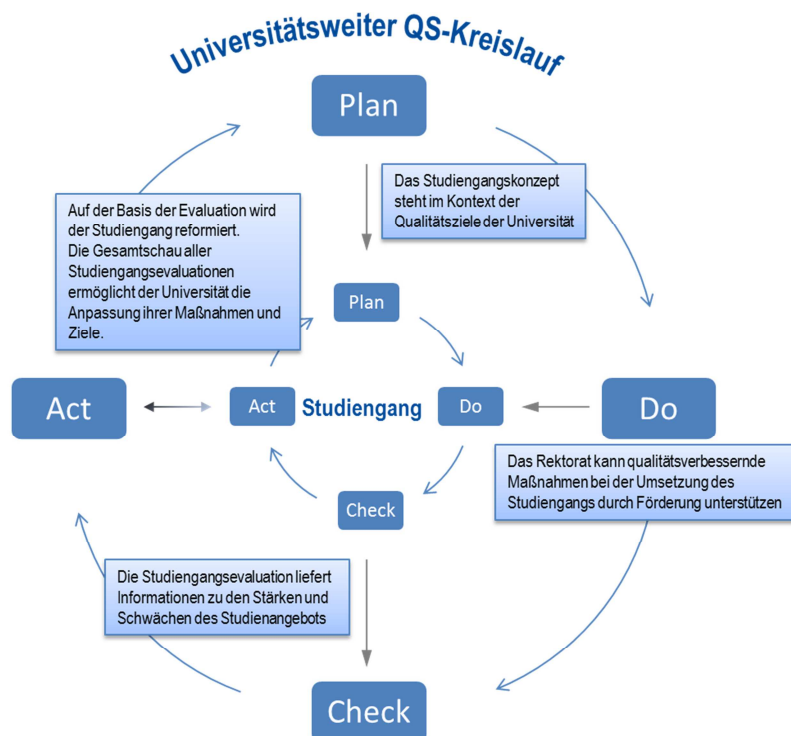 Universitätsweiter QS-Kreislauf
Plan
Das Studiengangskonzept
steht im Kontext der
Qualitätsziele der Universität
Auf der Basis der Evaluation wird
der Studiengang reformiert.
Die Gesamtschau aller
Studiengangsevaluationen
ermöglicht der Universität die
Anpassung ihrer Maßnahmen und
Ziele.
Plan
Act
Act
Studiengang
Do
Do
Das Rektorat kann qualitätsverbessernde
Maßnahmen bei der Umsetzung des
Studiengangs durch Förderung unterstützen
Check
Die Studiengangsevaluation liefert
Informationen zu den Stärken und
Schwächen des Studienangebots
Check